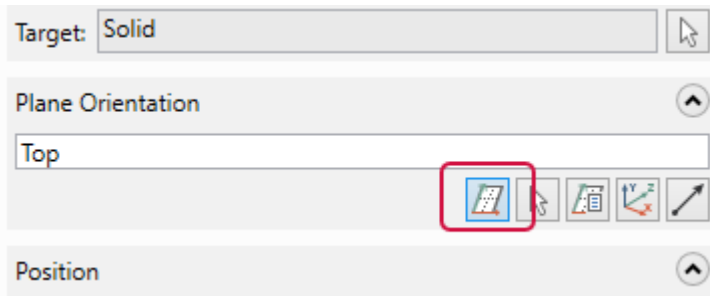 Target: Solid
Plane Orientation
Top
Y Z X
Position